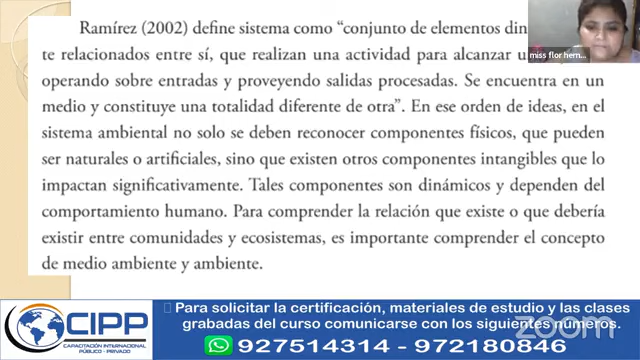 Ramírez (2002) define sistema como “conjunto de elementos
te relacionados entre sí, que realizan una actividad para alcanzar
operando sobre entradas y proveyendo salidas procesadas. Se encuentra en un
medio y constituye una totalidad diferente de otra”. En ese orden de ideas, en el
sistema ambiental no solo se deben reconocer componentes físicos, que pueden
ser naturales o artificiales, sino que existen otros componentes intangibles que lo
impactan significativamente. Tales componentes son dinámicos y dependen del
comportamiento humano. Para comprender la relación que existe o que debería
existir entre comunidades y ecosistemas, es importante comprender el concepto
de medio ambiente y ambiente.
miss flor hern...
CIPP
CAPACITACIÓN INTERNACIONAL
PÚBLICO - PRIVADO
Para solicitar la certificación, materiales de estudio y las clases
grabadas del curso comunicarse con los siguientes números.
927514314 - 972180846
zoom